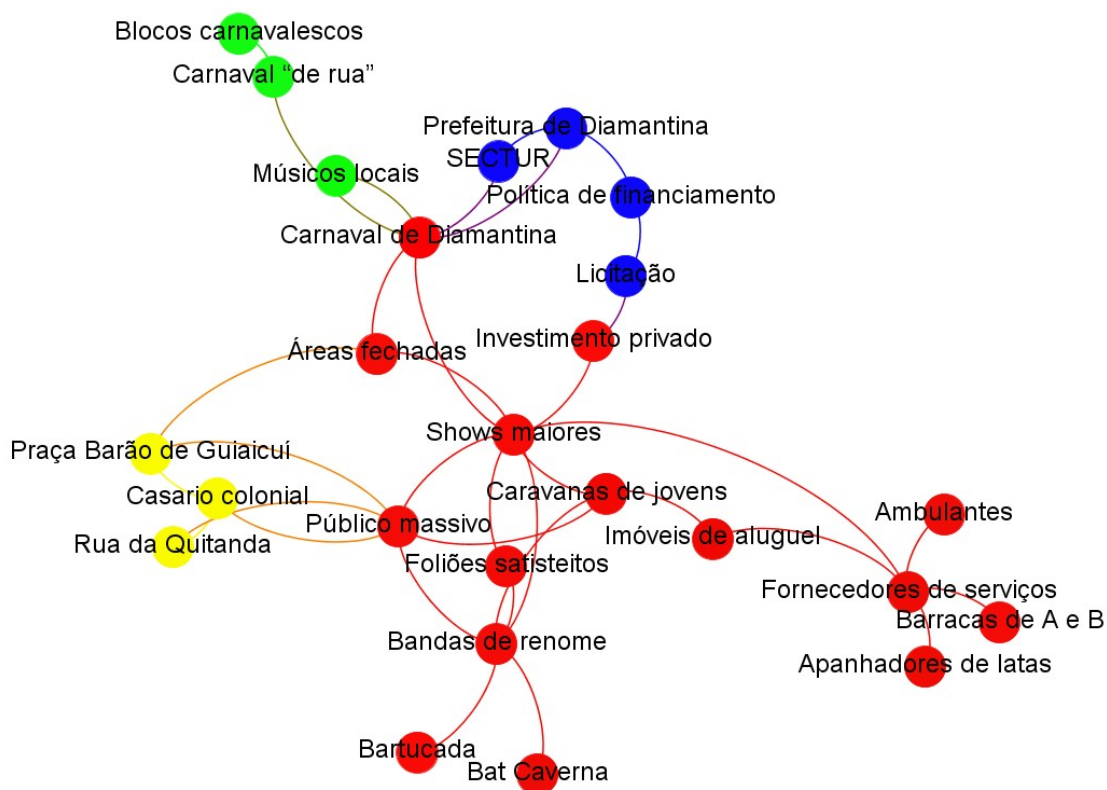 Blocos carnavalescos
Carnaval “de rua”
Prefeitura de Diamantina
SECTUR
Músicos locais
Política de financiamento
Carnaval de Diamantina
Licitação
Investimento privado
Áreas fechadas
Shows maiores
Praça Barão de Guiaicuí
Caravanas de jovens
Casario colonial
Ambulantes
Público massivo
Imóveis de aluguel
Rua da Quitanda
Foliões satisteitos
Fornecedores de serviços
Barracas de A e B
Bandas de renome
Apanhadores de latas
Bartucada
Bat Caverna